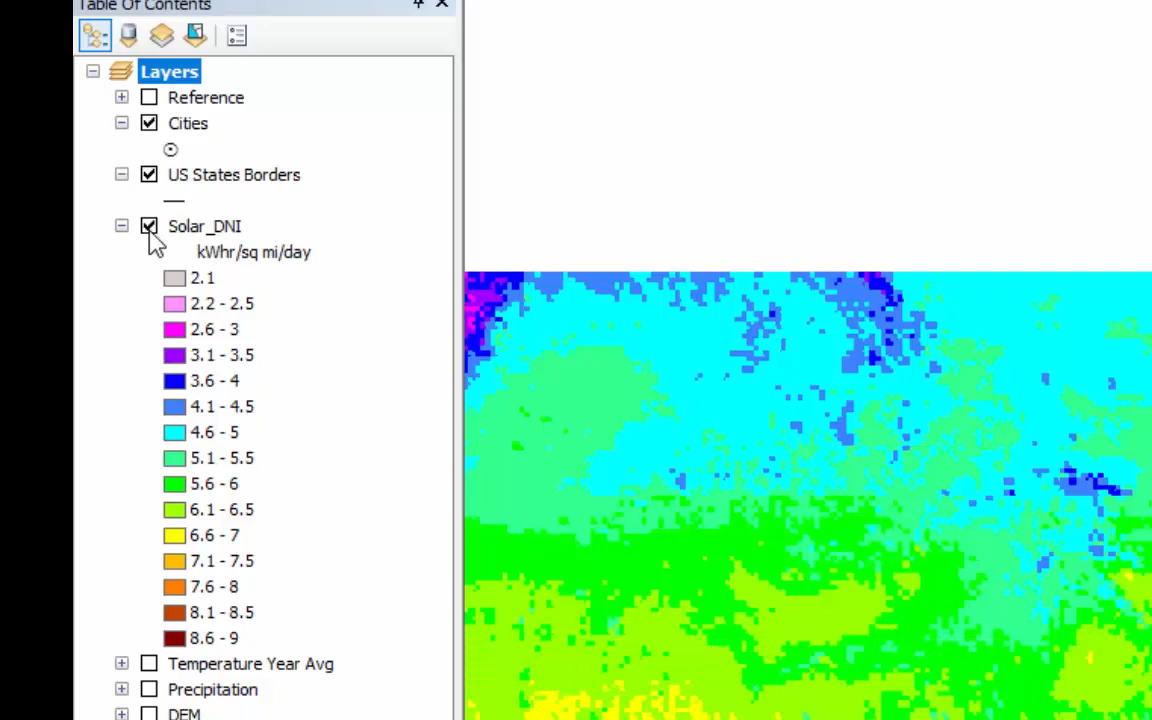 Table Of Contents
Layers
Reference
Cities
US States Borders
Solar_DNI
kWhr/sq mi/day
2.1
2.2 - 2.5
2.6 - 3
3.1 - 3.5
3.6 - 4
4.1 - 4.5
4.6 - 5
5.1 - 5.5
5.6 - 6
6.1 - 6.5
6.6 - 7
7.1 - 7.5
7.6 - 8
8.1 - 8.5
8.6 - 9
Temperature Year Avg
Precipitation
DEM